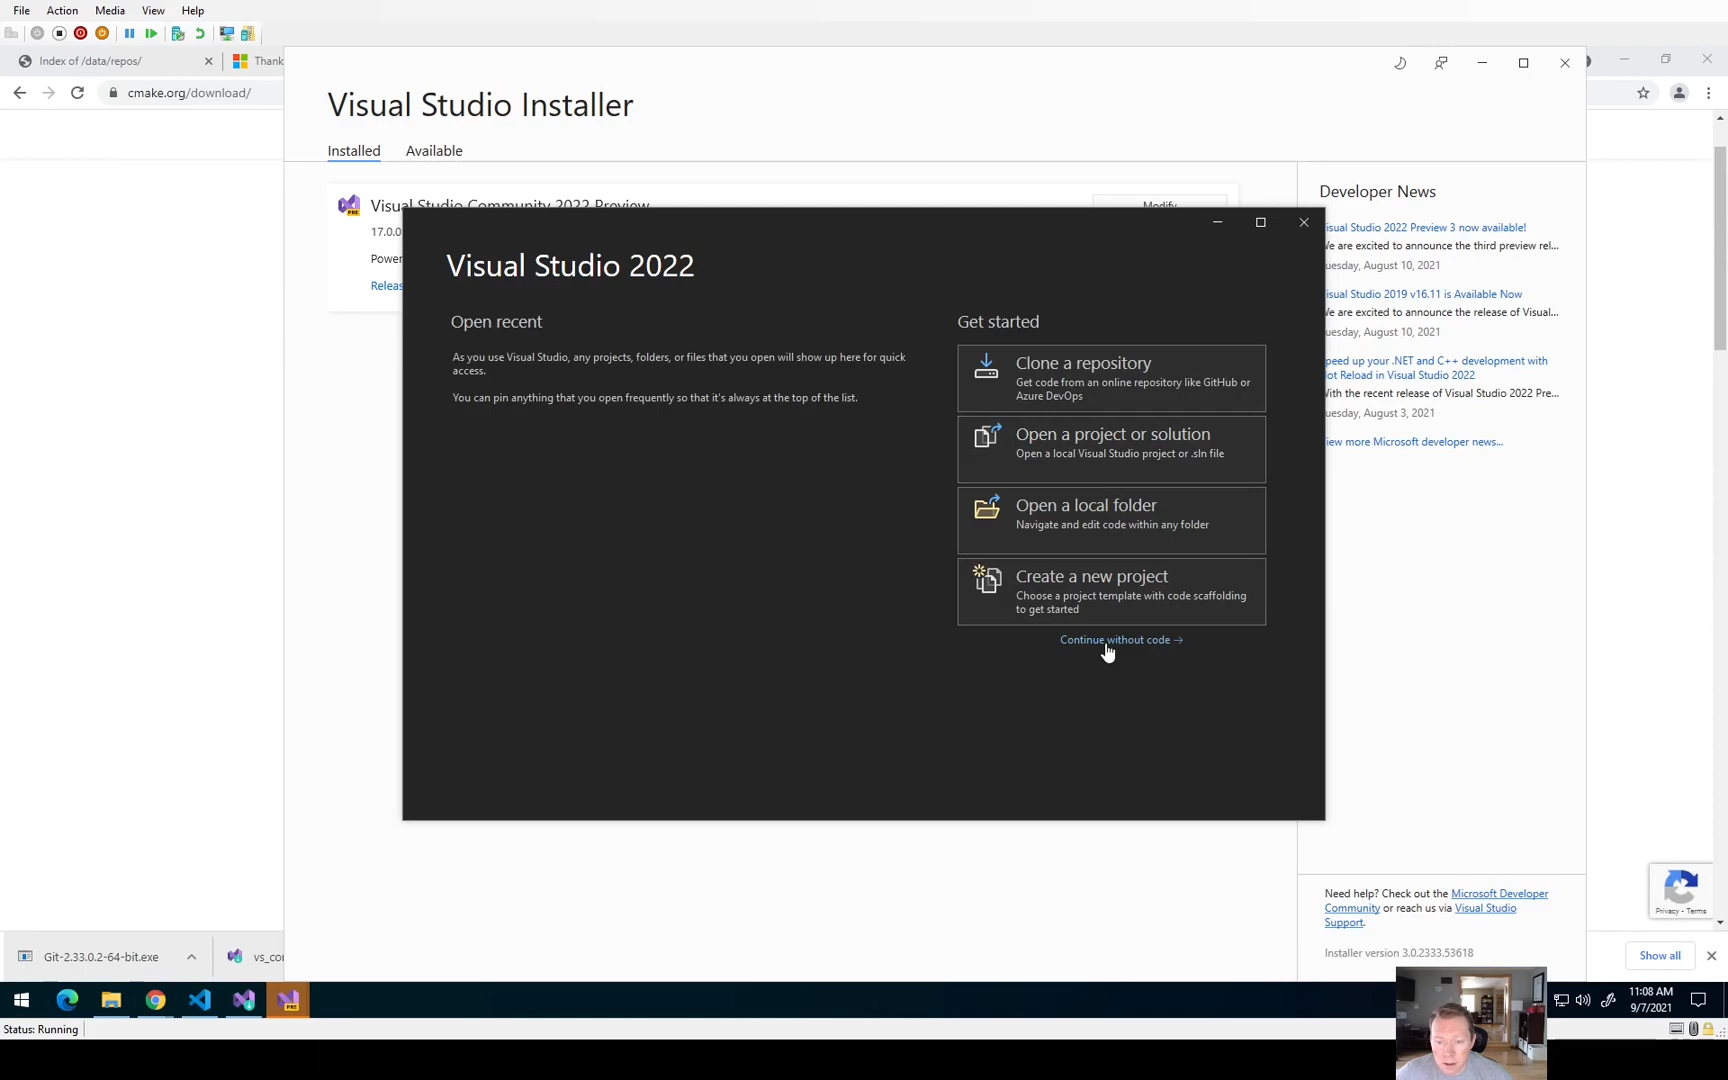 File Action Media View Help
Index of /data/repos/
Thank
cmake.org/download/
Visual Studio Installer
Installed Available
Visual Studio Community 2022 Preview
Modify
17.0.0
Power
Releas
Visual Studio 2022
Open recent
As you use Visual Studio, any projects, folders, or files that you open will show up here for quick
access.
You can pin anything that you open frequently so that it's always at the top of the list.
Get started
Clone a repository
Get code from an online repository like GitHub or
Azure DevOps
Open a project or solution
Open a local Visual Studio project or .sln file
Open a local folder
Navigate and edit code within any folder
Create a new project
Choose a project template with code scaffolding
to get started
Continue without code →
Developer News
isual Studio 2022 Preview 3 now available!
e are excited to announce the third preview rel...
uesday, August 10, 2021
isual Studio 2019 v16.11 is Available Now
e are excited to announce the release of Visual...
uesday, August 10, 2021
peed up your .NET and C++ development with
ot Reload in Visual Studio 2022
ith the recent release of Visual Studio 2022 Pre...
uesday, August 3, 2021
iew more Microsoft developer news...
Need help? Check out the Microsoft Developer
Community or reach us via Visual Studio
Support.
Installer version 3.0.2333.53618
Privacy - Terms
Git-2.33.0.2-64-bit.exe
vs_co
Show all
PRE
11:08 AM
9/7/2021
Status: Running